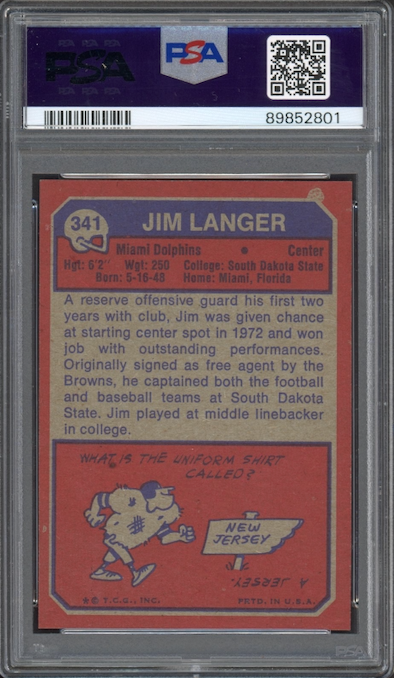 PSA
PSA
89852801
341
JIM LANGER
Miami Dolphins • Center
Hgt: 6'2" Wgt: 250 College: South Dakota State
Born: 5-16-48 Home: Miami, Florida
A reserve offensive guard his first two
years with club, Jim was given chance
at starting center spot in 1972 and won
job with outstanding performances.
Originally signed as free agent by the
Browns, he captained both the football
and baseball teams at South Dakota
State. Jim played at middle linebacker
in college.
WHAT IS THE UNIFORM SHIRT
CALLED?
NEW
JERSEY
A JERSEY.
*© T.C.G., INC. PRTD. IN U.S.A.
PSA